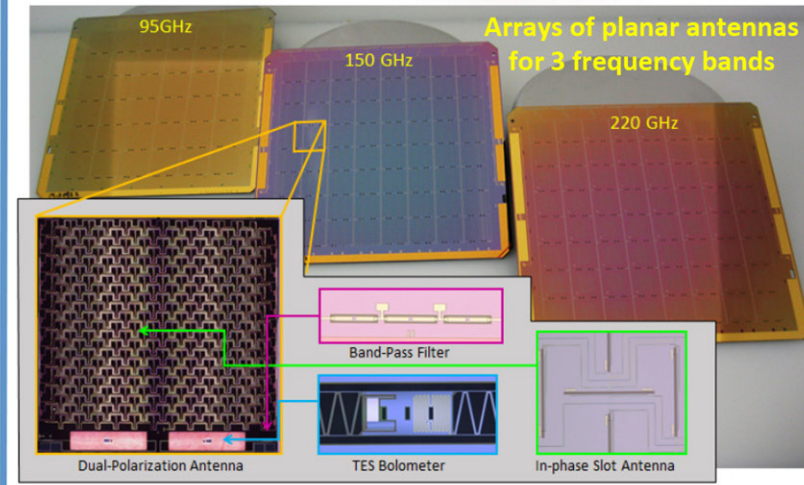 Arrays of planar antennas
for 3 frequency bands
95GHz
150 GHz
220 GHz
Band-Pass Filter
Dual-Polarization Antenna
TES Bolometer
In-phase Slot Antenna